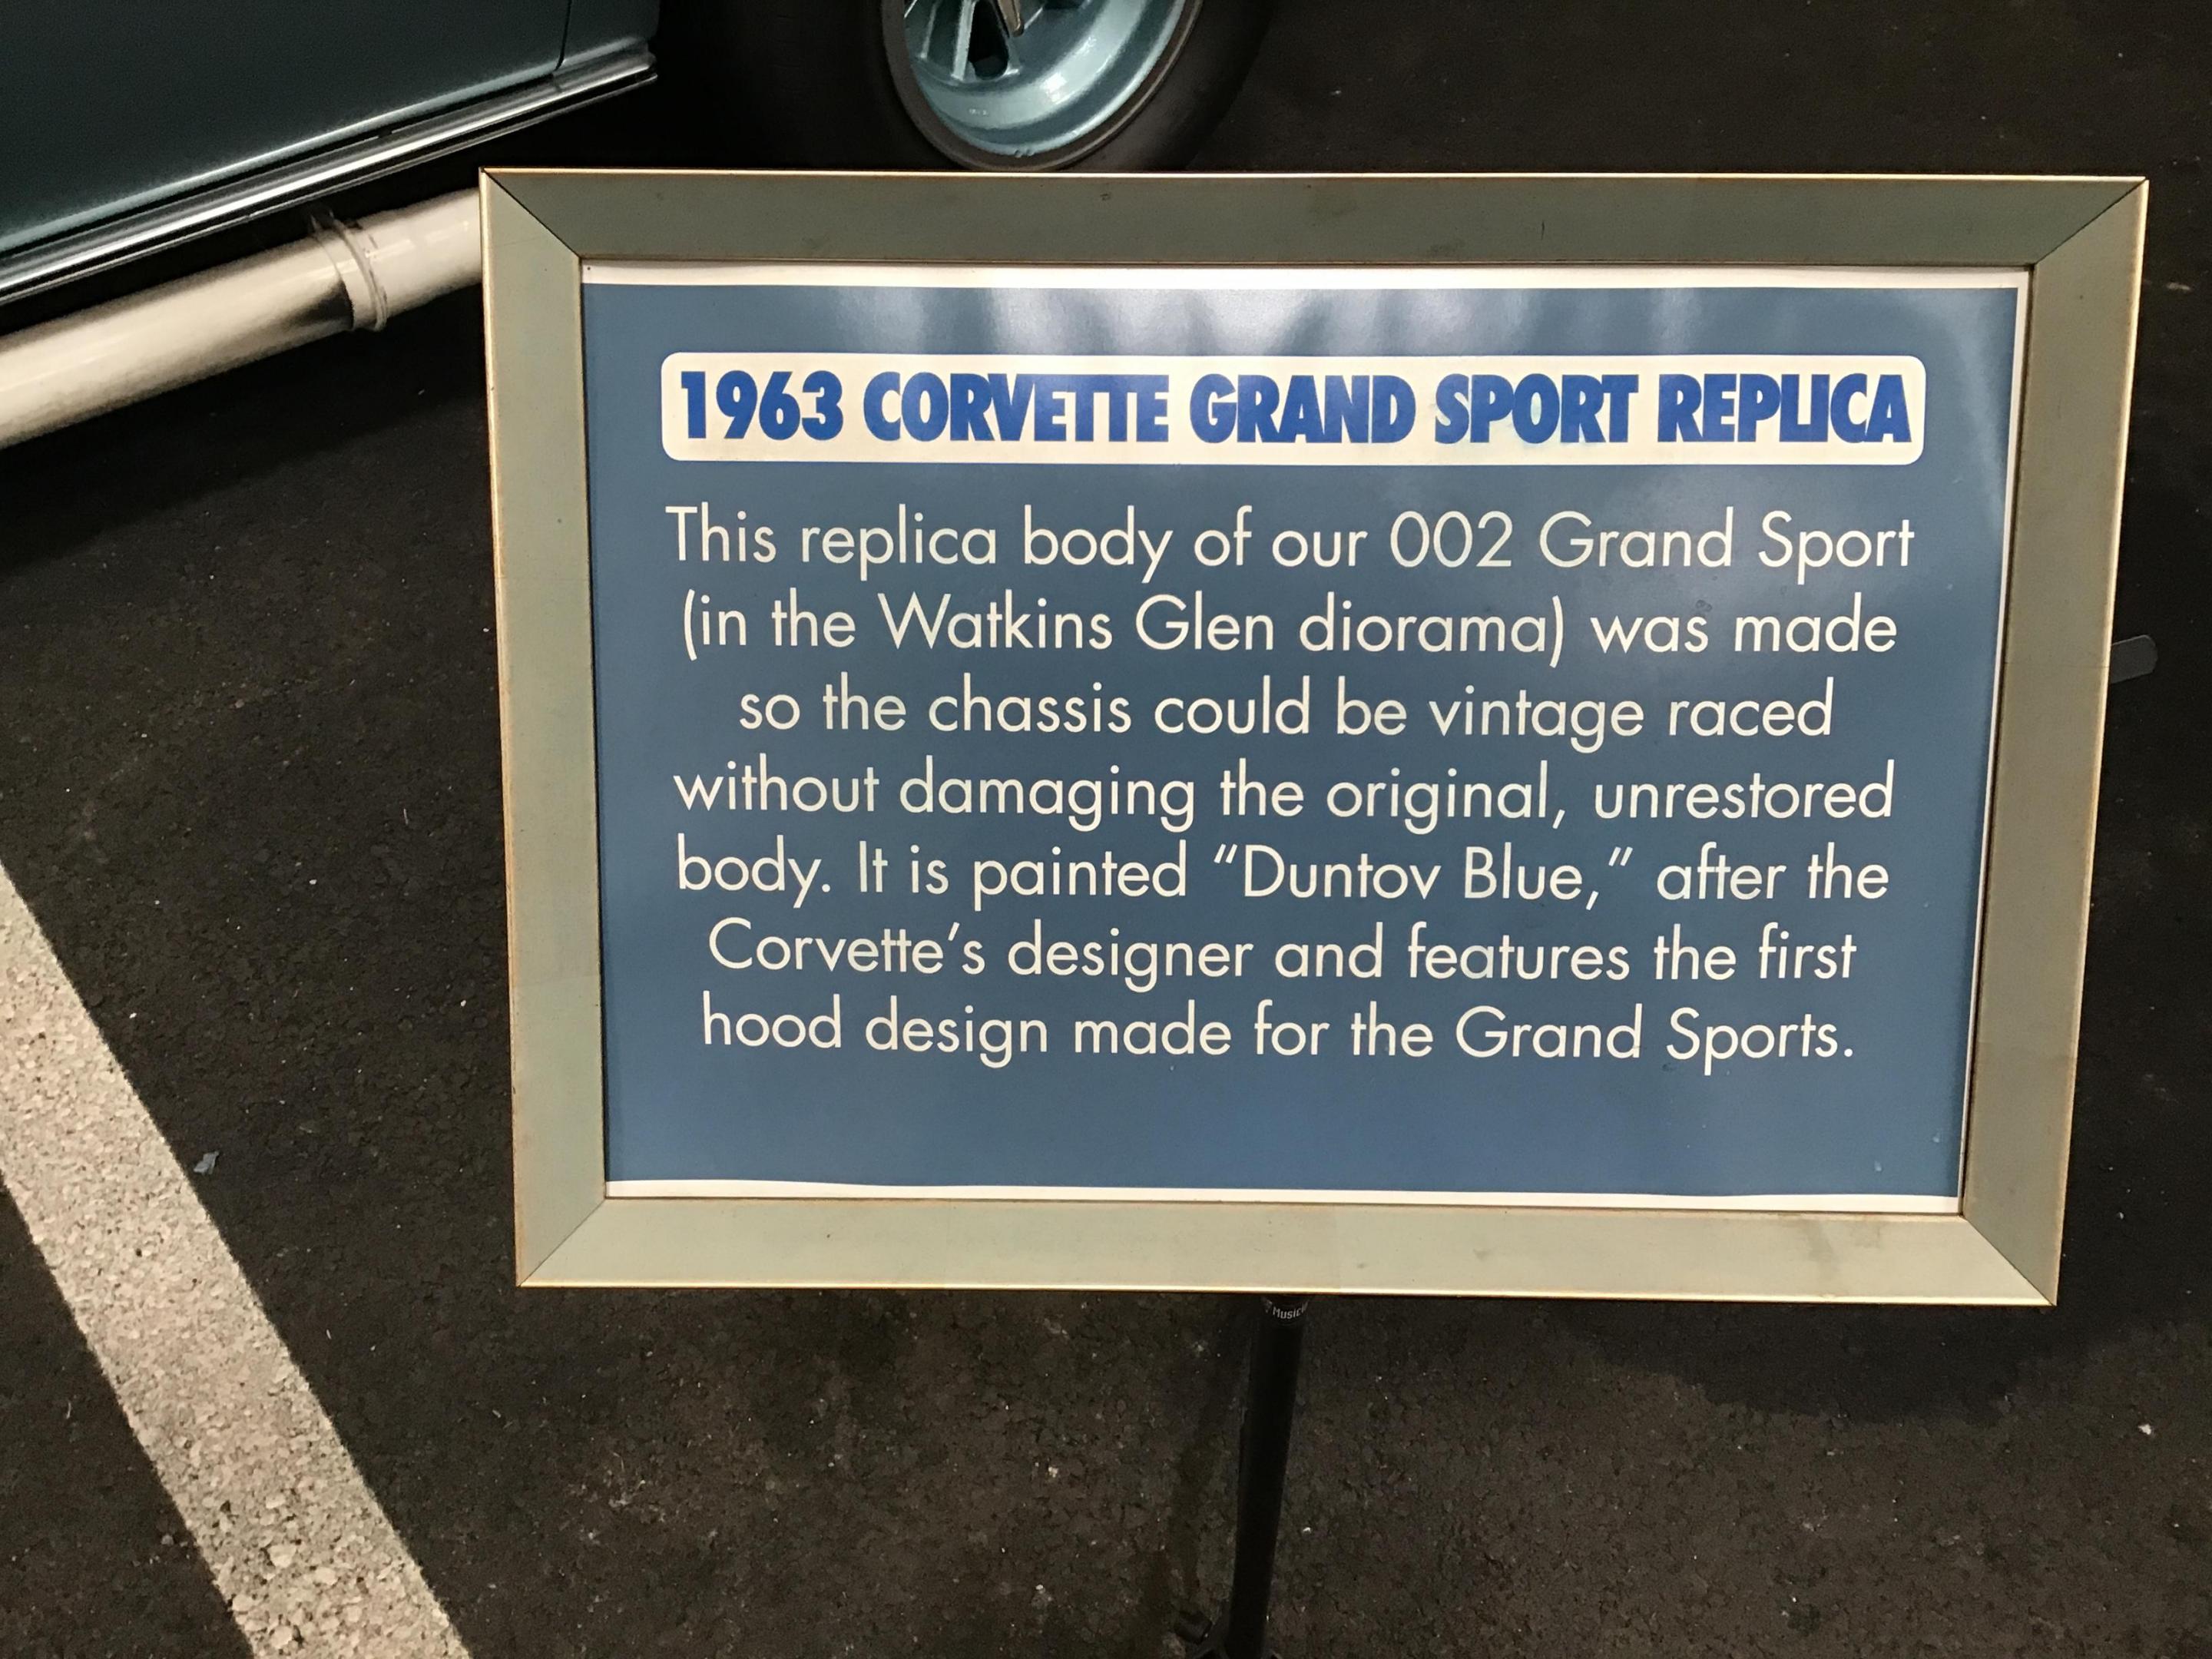 1963 CORVETTE GRAND SPORT REPLICA
This replica body of our 002 Grand Sport
(in the Watkins Glen diorama) was made
so the chassis could be vintage raced
without damaging the original, unrestored
body. It is painted “Duntov Blue,” after the
Corvette’s designer and features the first
hood design made for the Grand Sports.